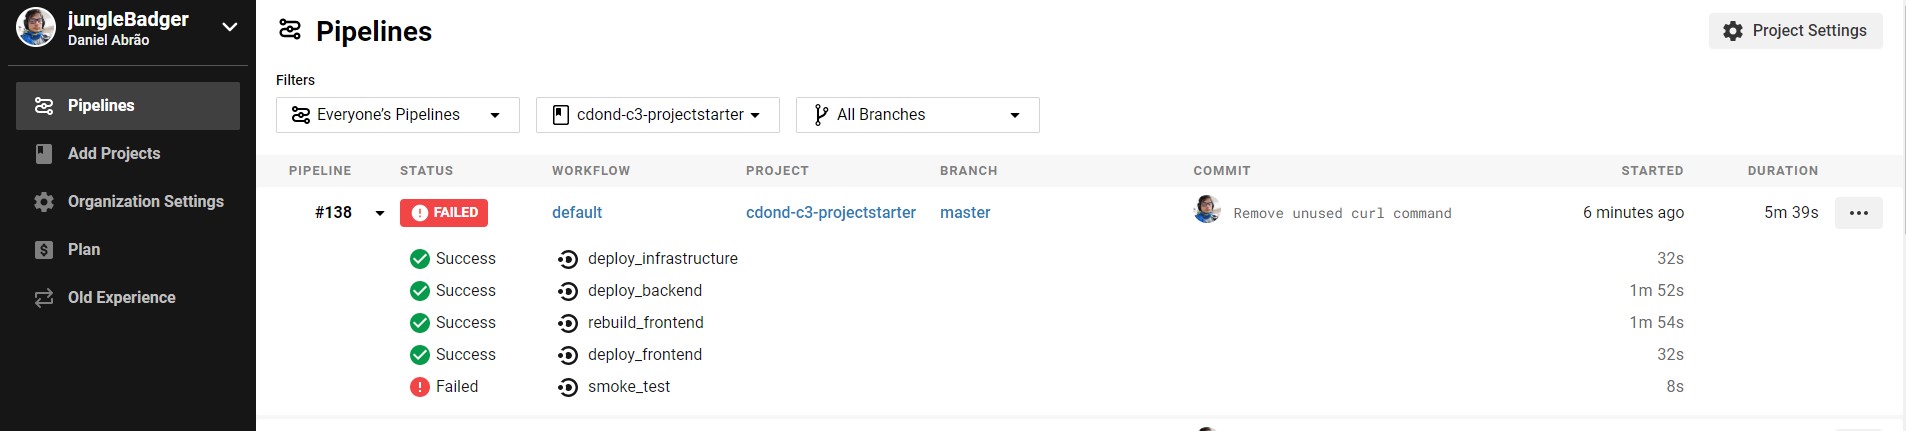 jungleBadger
Daniel Abrão
Pipelines
Add Projects
Organization Settings
Plan
Old Experience
Pipelines
Project Settings
Filters
Everyone's Pipelines cdond-c3-projectstarter All Branches
PIPELINE STATUS WORKFLOW PROJECT BRANCH COMMIT STARTED DURATION
#138 FAILED default cdond-c3-projectstarter master Remove unused curl command 6 minutes ago 5m 39s
Success deploy_infrastructure 32s
Success deploy_backend 1m 52s
Success rebuild_frontend 1m 54s
Success deploy_frontend 32s
Failed smoke_test 8s